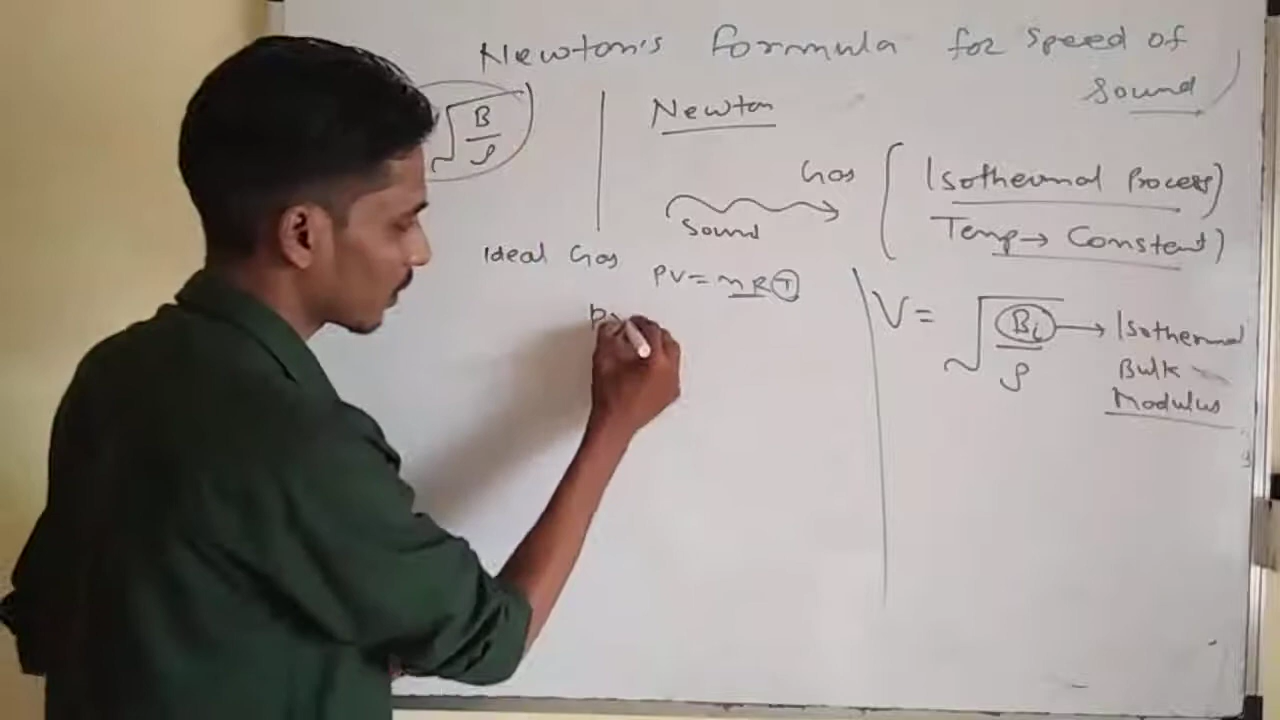 Newton's formula for speed of
sound
√B/ρ
Newton
Gas
(Isothermal Process)
Sound
Temp → Constent)
Ideal Gas
PV = nRT
V = √Bi/ρ → Isothermal
Bulk
Modulus